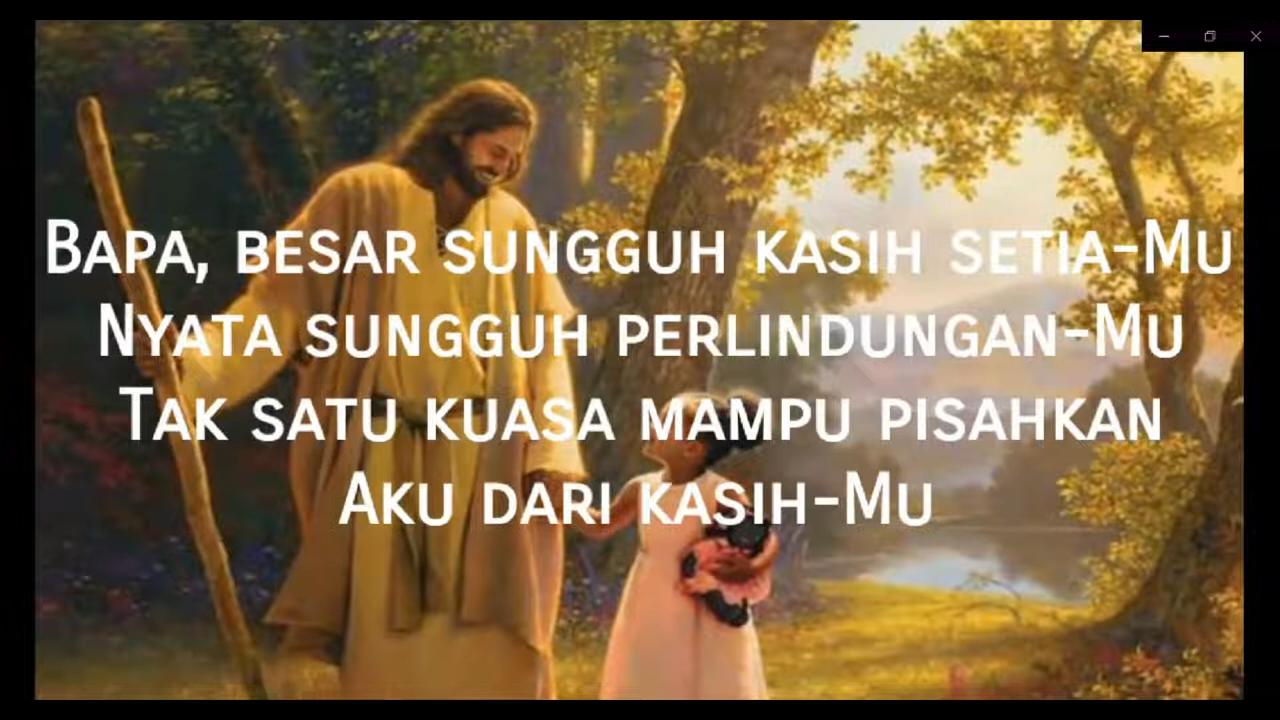 Bapa, besar sungguh kasih setia-Mu
Nyata sungguh perlindungan-Mu
Tak satu kuasa mampu pisahkan
Aku dari kasih-Mu